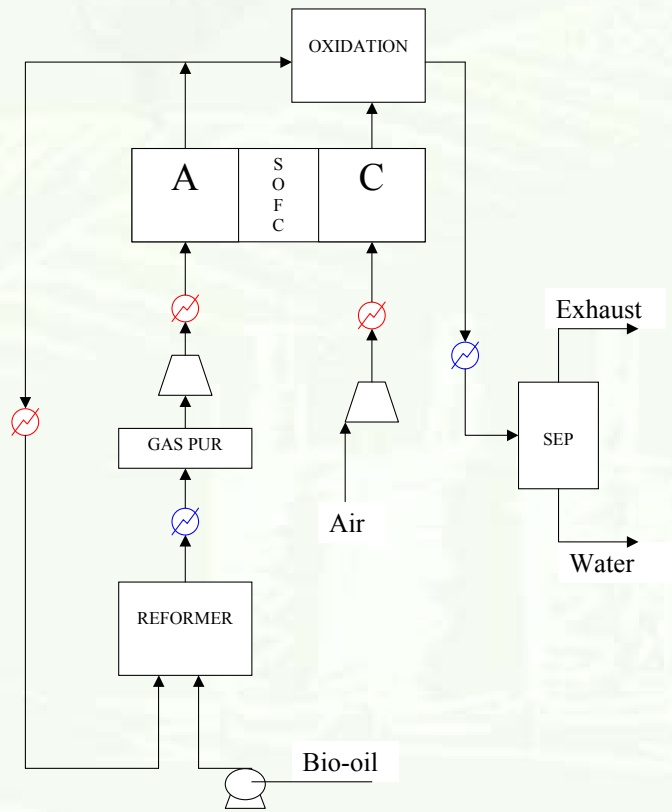 OXIDATION
A
S
O
F
C
C
Exhaust
GAS PUR
SEP
Air
Water
REFORMER
Bio-oil